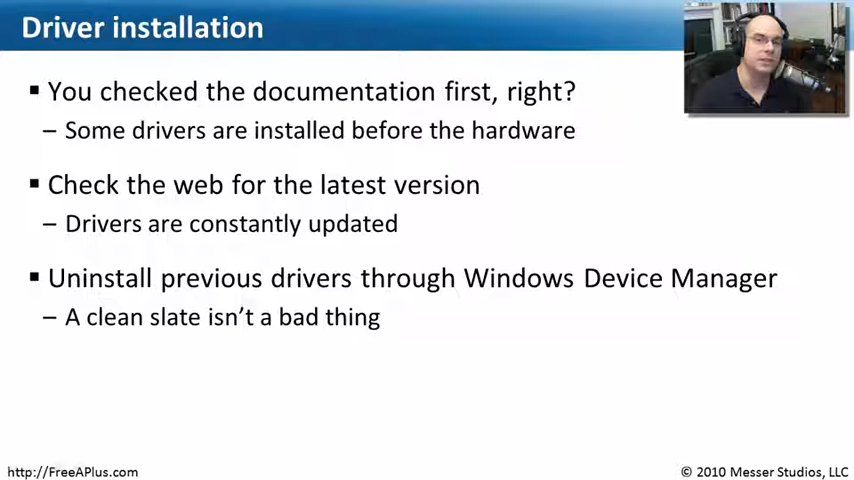 Driver installation
▪ You checked the documentation first, right?
– Some drivers are installed before the hardware
▪ Check the web for the latest version
– Drivers are constantly updated
▪ Uninstall previous drivers through Windows Device Manager
– A clean slate isn't a bad thing
http://FreeAPlus.com
© 2010 Messer Studios, LLC